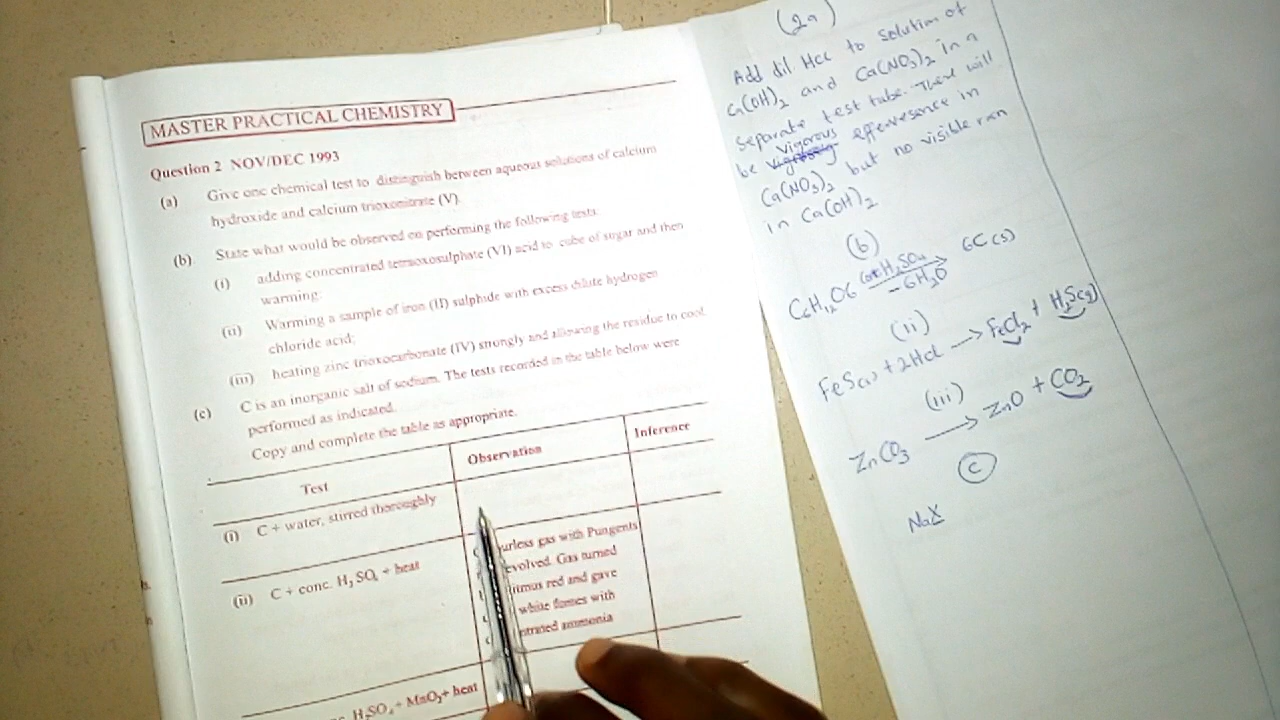 MASTER PRACTICAL CHEMISTRY
Question 2 NOV/DEC 1993
(a) Give one chemical test to distinguish between aqueous solutions of calcium
hydroxide and calcium trioxonitrate (V).
(b) State what would be observed on performing the following tests:
(i) adding concentrated tetraoxosulphate (VI) acid to cube of sugar and then
warming;
(ii) Warming a sample of iron (II) sulphide with excess dilute hydrogen
chloride acid;
(iii) heating zinc trioxocarbonate (IV) strongly and allowing the residue to cool
(c) C is an inorganic salt of sodium. The tests recorded in the table below were
performed as indicated.
Copy and complete the table as appropriate.
Test Observation Inference
(i) C + water, stirred thoroughly
(ii) C + conc. H2SO4 + heat
urless gas with Pungents
evolved. Gas turned
litmus red and gave
white fumes with
ntrated ammonia
H2SO4 + MnO2 + heat
(2a)
Add dil Hcl to solution of
Ca(OH)2 and Ca(NO3)2 in a
separate test tube. There will
be vigorous effervesence in
Ca(NO3)2 but no visible rxn
in Ca(OH)2
(b)
C6H12O6 conc H2SO4 → 6C(s)
-6H2O
(ii)
FeS(s) + 2Hcl → FeCl2 + H2S(g)
(iii)
ZnCO3 → ZnO + CO2
(c)
NaX